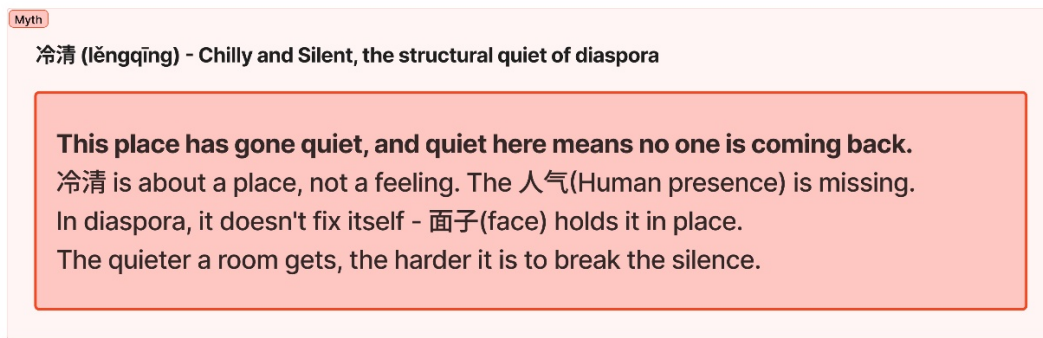 Myth
冷清 (lěngqīng) - Chilly and Silent, the structural quiet of diaspora
This place has gone quiet, and quiet here means no one is coming back.
冷清 is about a place, not a feeling. The 人气(Human presence) is missing.
In diaspora, it doesn't fix itself - 面子(face) holds it in place.
The quieter a room gets, the harder it is to break the silence.